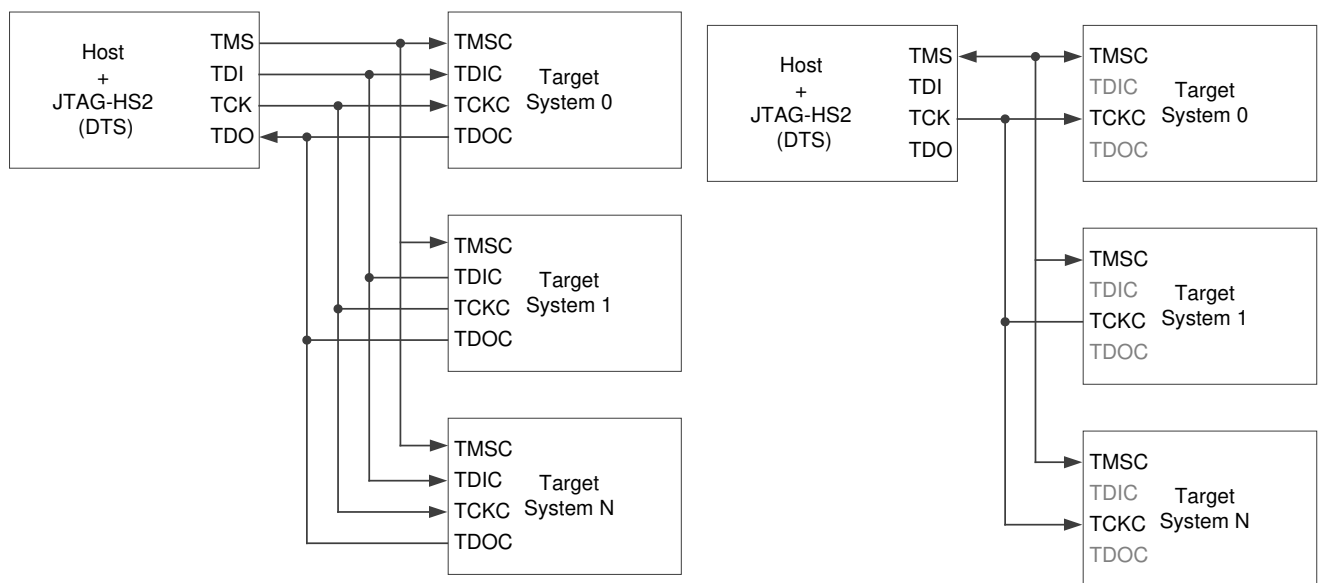 Host
+
JTAG-HS2
(DTS)
TMS
TDI
TCK
TDO
TMSC
TDIC
TCKC
TDOC
Target
System 0
TMSC
TDIC
TCKC
TDOC
Target
System 1
TMSC
TDIC
TCKC
TDOC
Target
System N
Host
+
JTAG-HS2
(DTS)
TMS
TDI
TCK
TDO
TMSC
TDIC
TCKC
TDOC
Target
System 0
TMSC
TDIC
TCKC
TDOC
Target
System 1
TMSC
TDIC
TCKC
TDOC
Target
System N